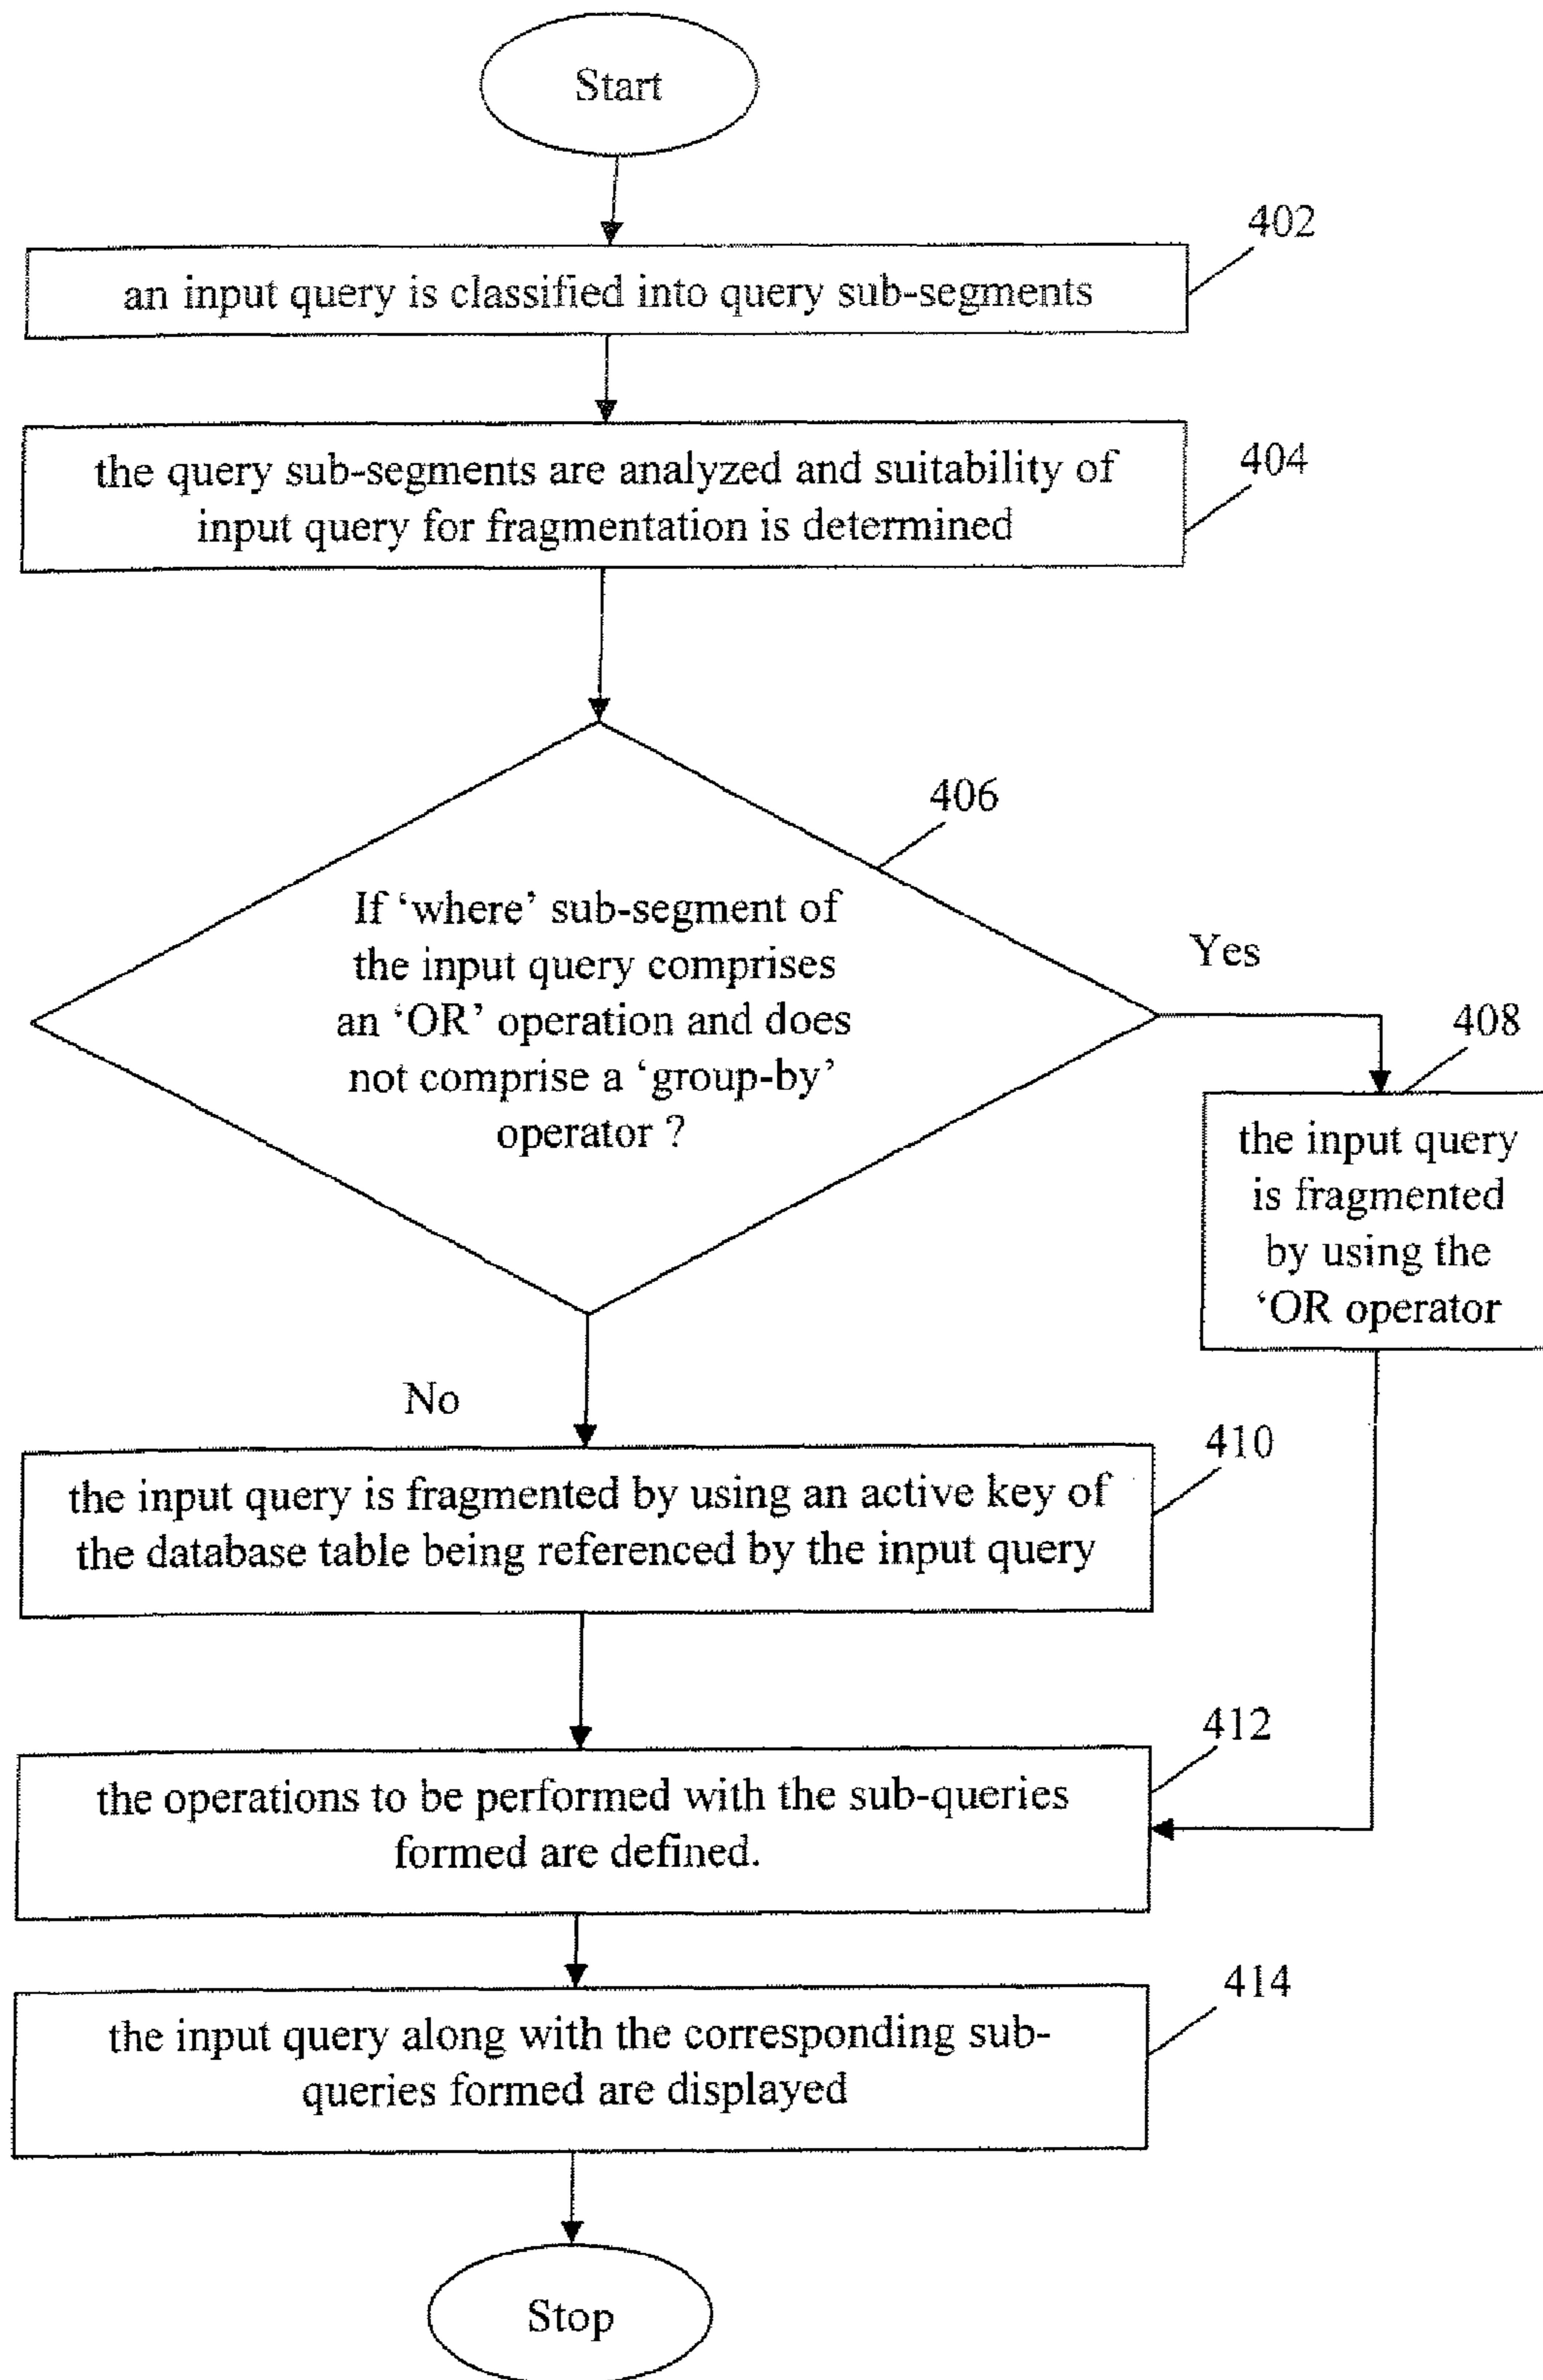 Start
402
an input query is classified into query sub-segments
404
the query sub-segments are analyzed and suitability of
input query for fragmentation is determined
406
If ‘where’ sub-segment of
the input query comprises
an ‘OR’ operation and does
not comprise a ‘group-by’
operator ?
Yes
408
the input query
is fragmented
by using the
‘OR operator
No
410
the input query is fragmented by using an active key of
the database table being referenced by the input query
412
the operations to be performed with the sub-queries
formed are defined.
414
the input query along with the corresponding sub-
queries formed are displayed
Stop